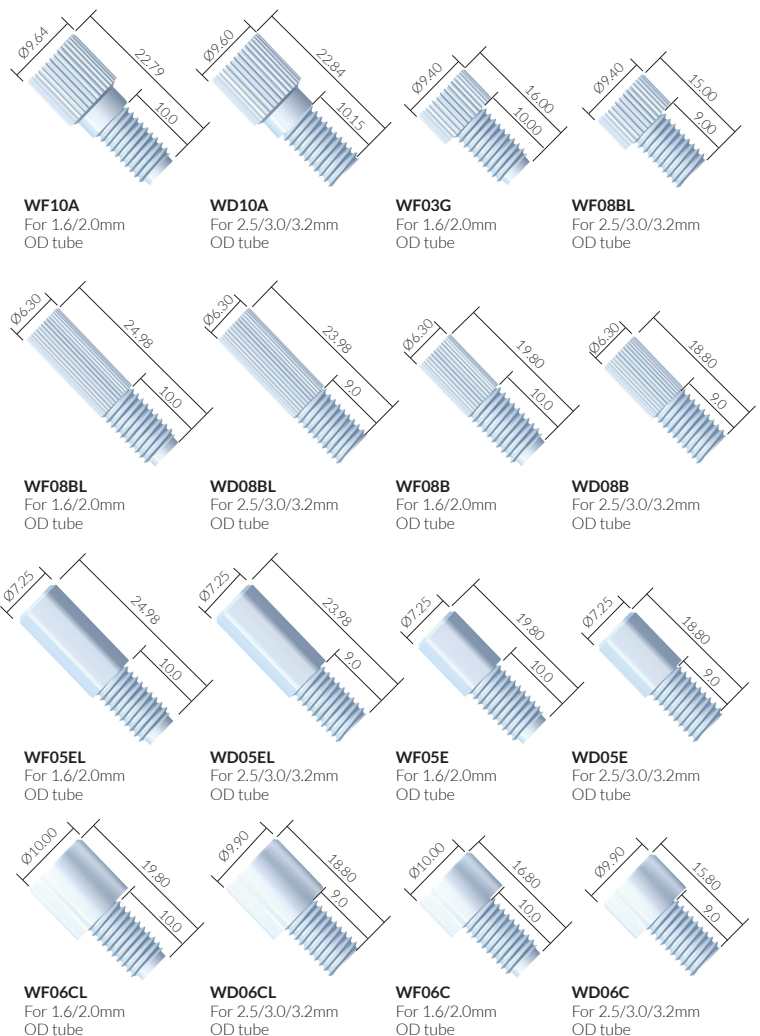 Ø9.64
22.79
10.0
Ø9.60
22.84
10.15
Ø9.40
16.00
10.00
Ø9.40
15.00
9.00
WF10A
For 1.6/2.0mm
OD tube
WD10A
For 2.5/3.0/3.2mm
OD tube
WF03G
For 1.6/2.0mm
OD tube
WF08BL
For 2.5/3.0/3.2mm
OD tube
Ø6.30
24.98
10.0
Ø6.30
23.98
9.0
Ø6.30
19.80
10.0
Ø6.30
18.80
9.0
WF08BL
For 1.6/2.0mm
OD tube
WD08BL
For 2.5/3.0/3.2mm
OD tube
WF08B
For 1.6/2.0mm
OD tube
WD08B
For 2.5/3.0/3.2mm
OD tube
Ø7.25
24.98
10.0
Ø7.25
23.98
9.0
Ø7.25
19.80
10.0
Ø7.25
18.80
9.0
WF05EL
For 1.6/2.0mm
OD tube
WD05EL
For 2.5/3.0/3.2mm
OD tube
WF05E
For 1.6/2.0mm
OD tube
WD05E
For 2.5/3.0/3.2mm
OD tube
Ø10.00
19.80
10.0
Ø9.90
18.80
9.0
Ø10.00
16.80
10.0
Ø9.90
15.80
9.0
WF06CL
For 1.6/2.0mm
OD tube
WD06CL
For 2.5/3.0/3.2mm
OD tube
WF06C
For 1.6/2.0mm
OD tube
WD06C
For 2.5/3.0/3.2mm
OD tube